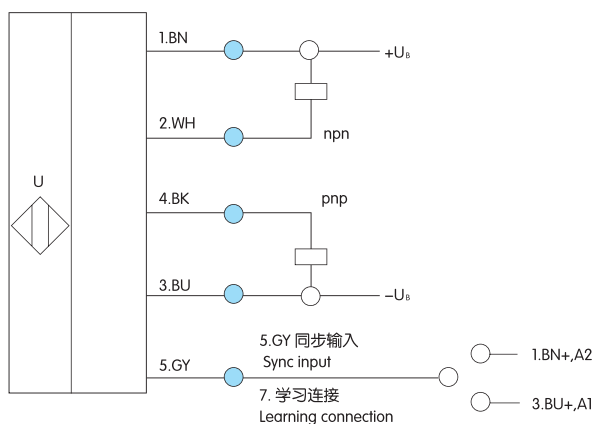 1.BN
+UB
2.WH
npn
U
4.BK
pnp
3.BU
−UB
5.GY
5.GY 同步输入
Sync input
7. 学习连接
Learning connection
1.BN+,A2
3.BU+,A1